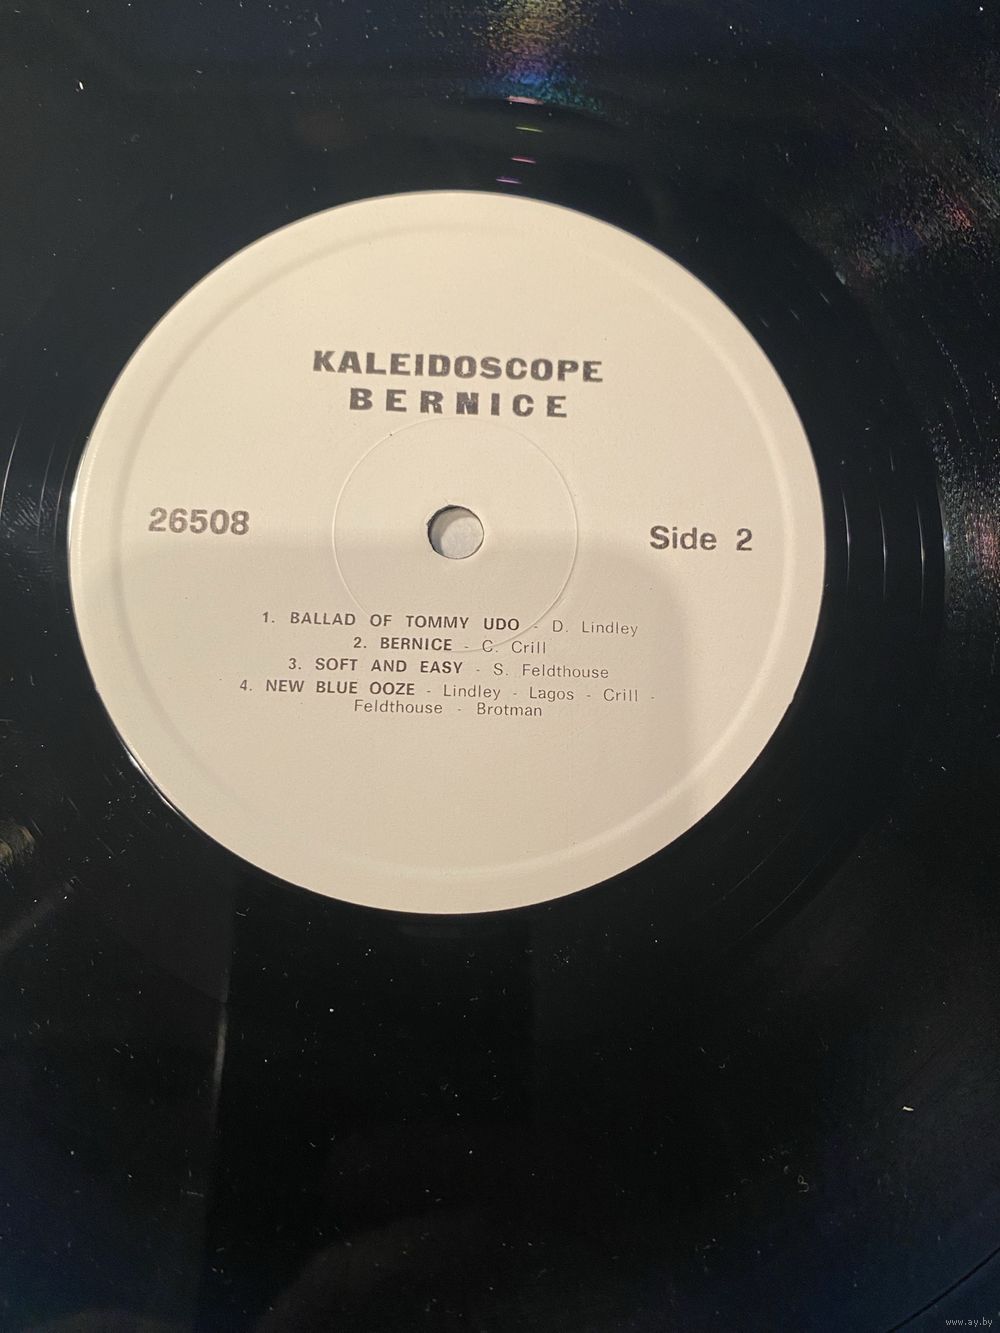 KALEIDOSCOPE
BERNICE
26508
Side 2
1. BALLAD OF TOMMY UDO - D. Lindley
2. BERNICE - C. Crill
3. SOFT AND EASY - S. Feldthouse
4. NEW BLUE OOZE - Lindley - Lagos - Crill -
Feldthouse - Brotman
www.ay.by